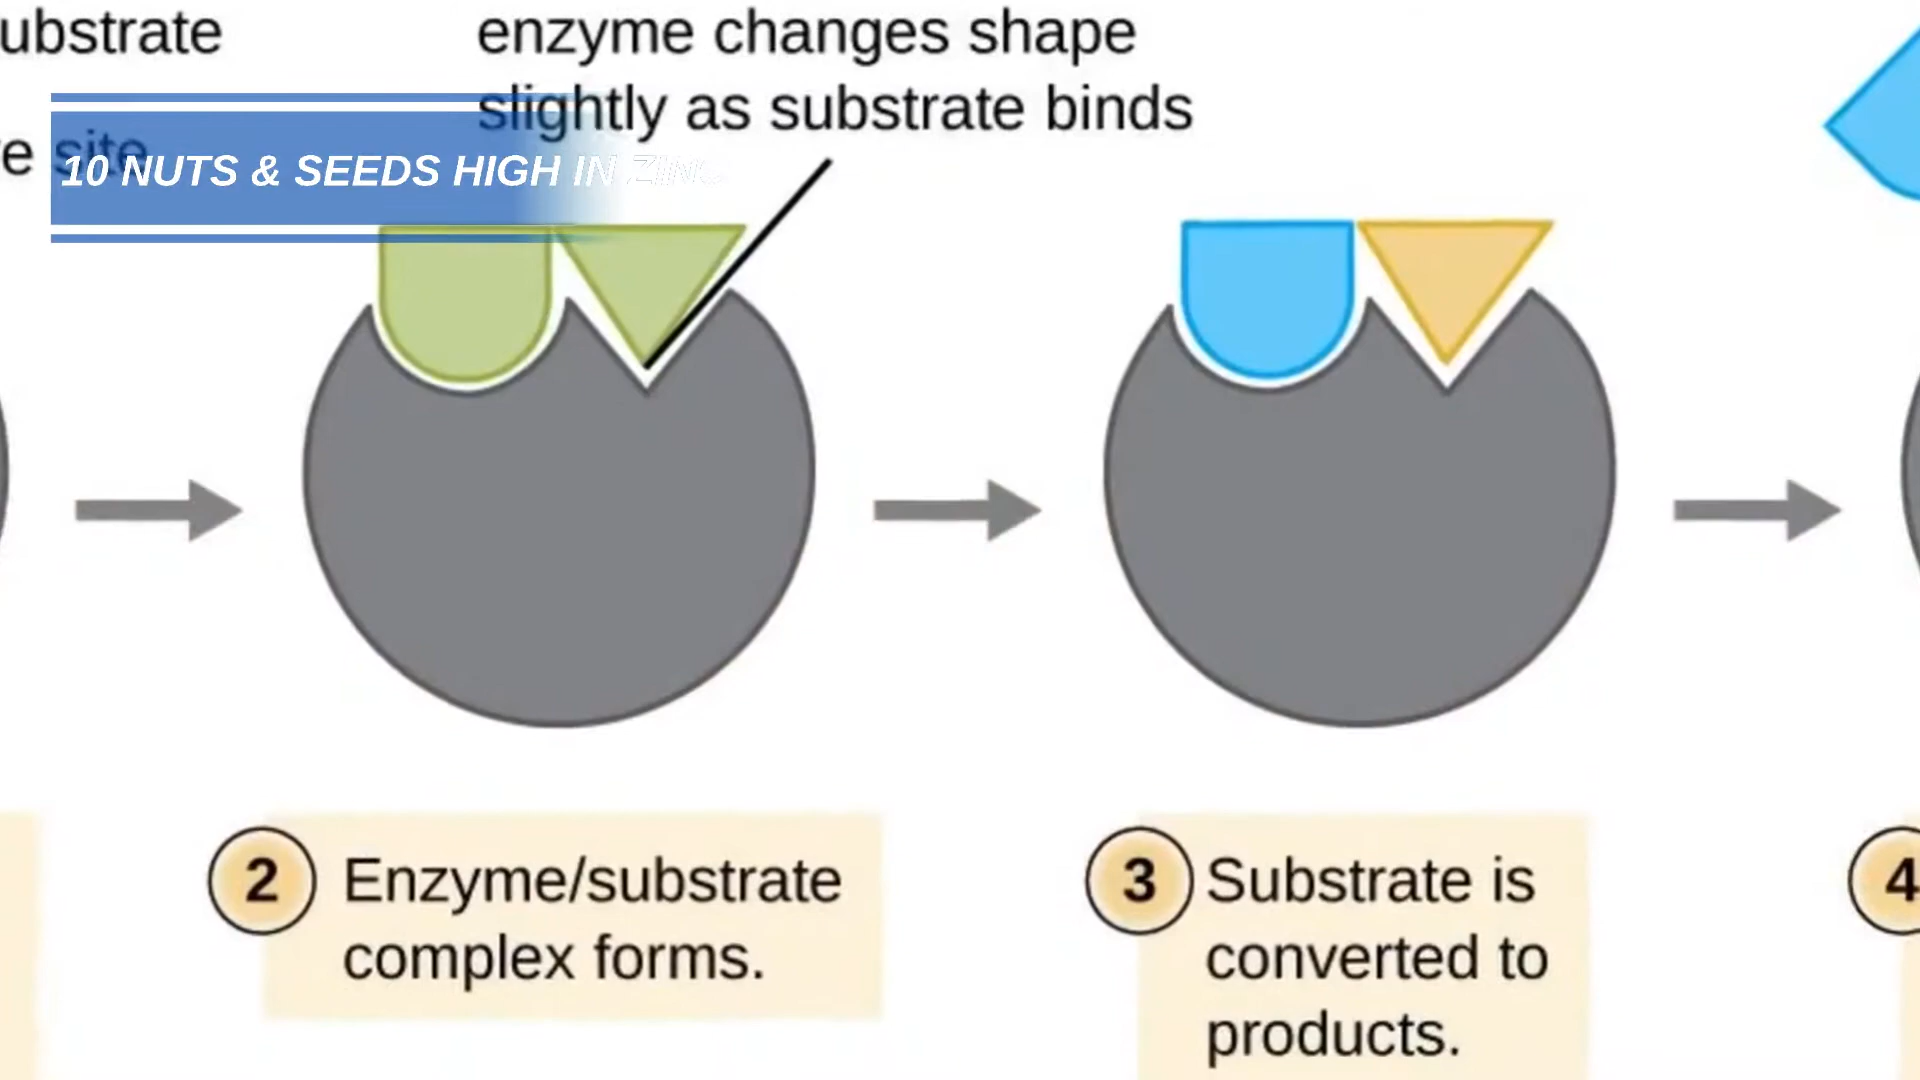 ubstrate
enzyme changes shape
slightly as substrate binds
e site
10 NUTS & SEEDS HIGH IN ZINC
2 Enzyme/substrate
complex forms.
3 Substrate is
converted to
products.
4